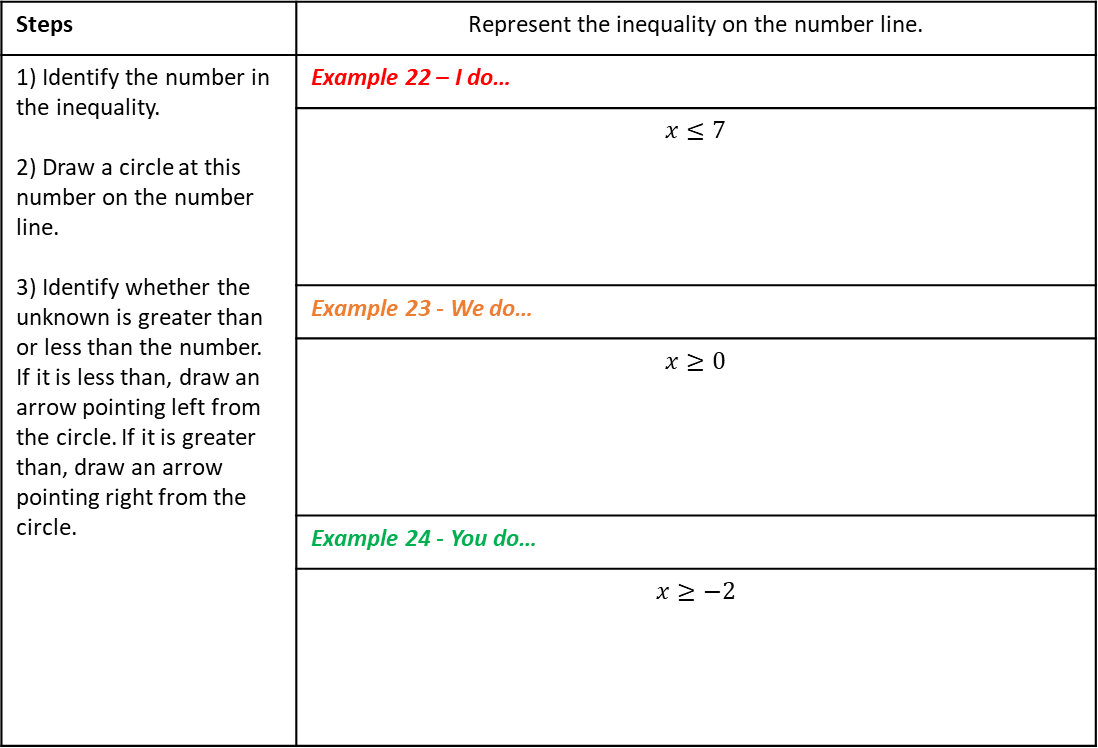 Steps
Represent the inequality on the number line.
1) Identify the number in
the inequality.
2) Draw a circle at this
number on the number
line.
3) Identify whether the
unknown is greater than
or less than the number.
If it is less than, draw an
arrow pointing left from
the circle. If it is greater
than, draw an arrow
pointing right from the
circle.
Example 22 – I do...
x ≤ 7
Example 23 - We do...
x ≥ 0
Example 24 - You do...
x ≥ −2